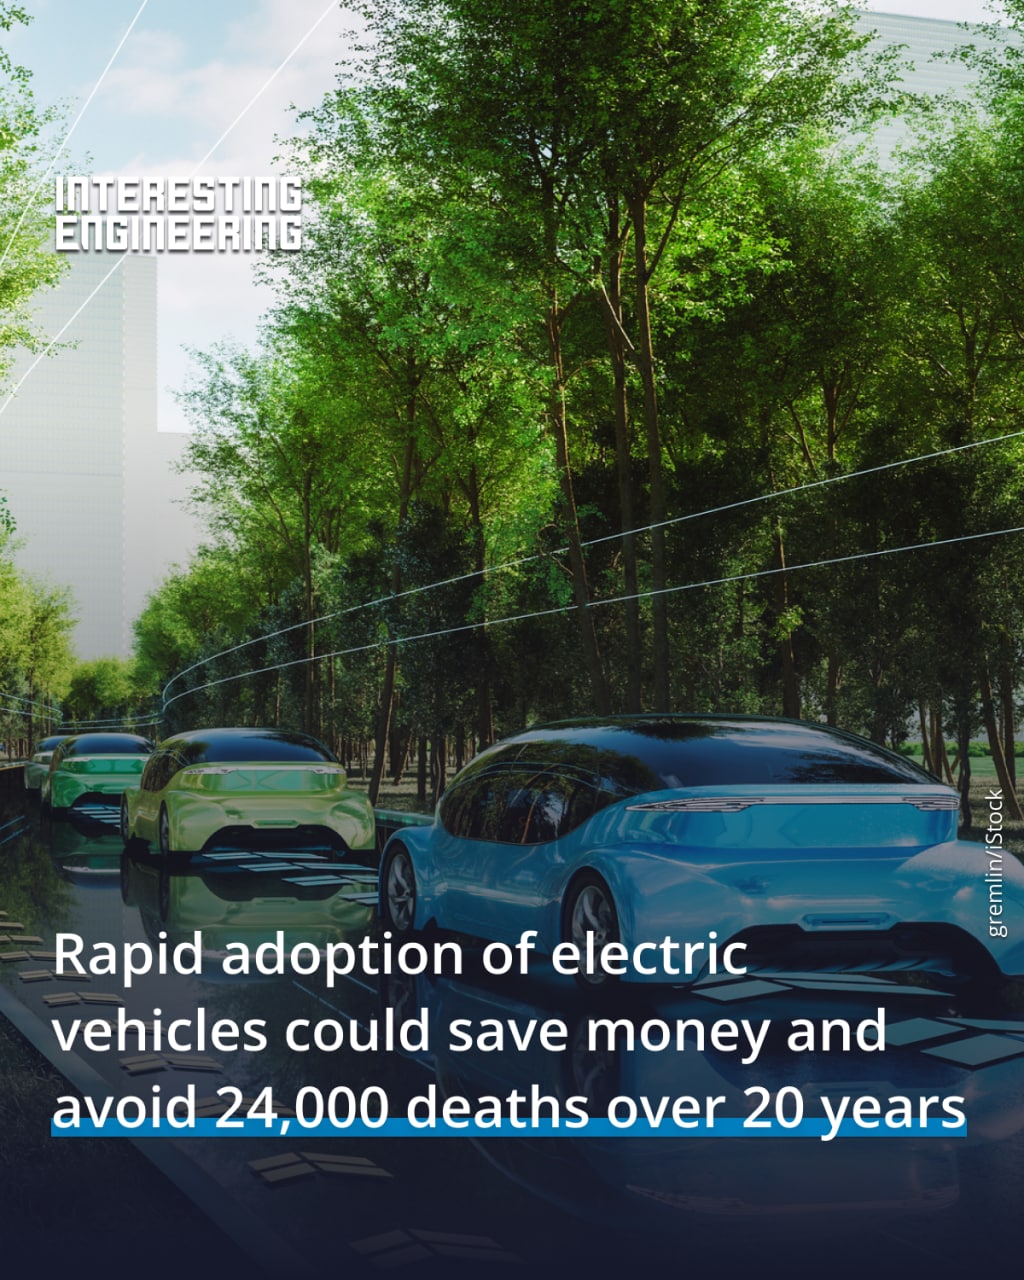 INTERESTING
ENGINEERING
gremlin/iStock
Rapid adoption of electric
vehicles could save money and
avoid 24,000 deaths over 20 years